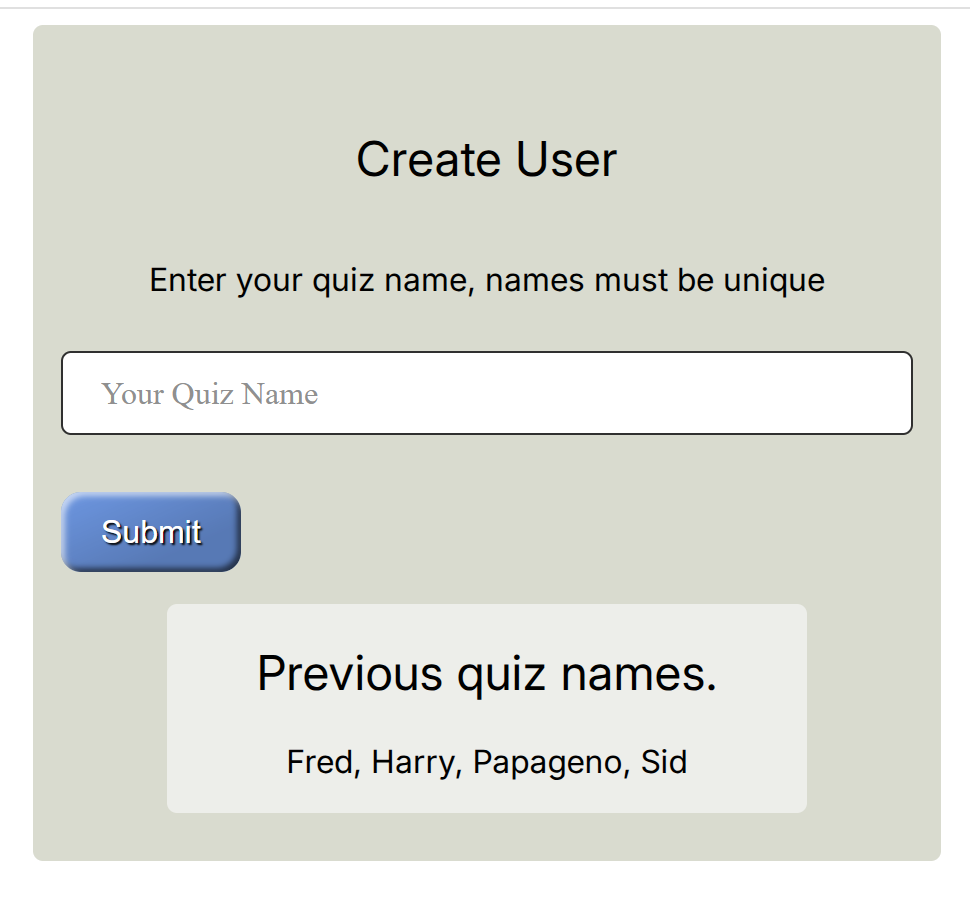 Create User
Enter your quiz name, names must be unique
Your Quiz Name
Submit
Previous quiz names.
Fred, Harry, Papageno, Sid